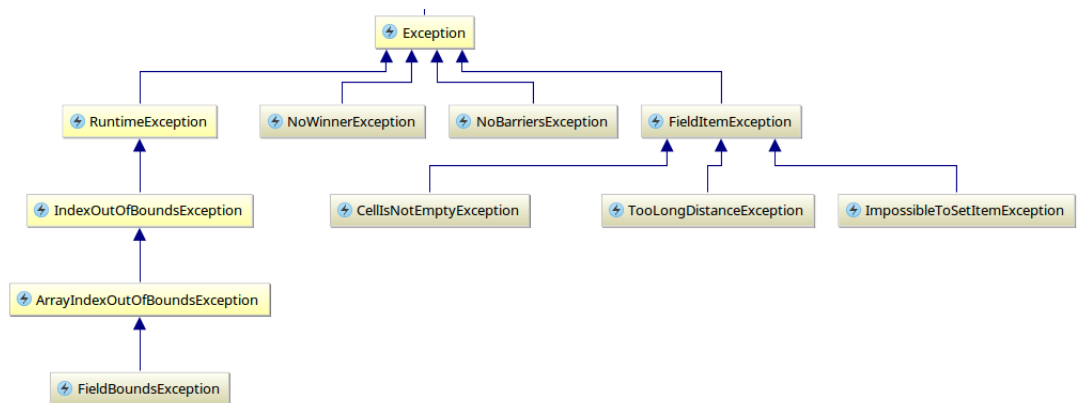 Exception
RuntimeException
NoWinnerException
NoBarriersException
FieldItemException
IndexOutOfBoundsException
CellIsNotEmptyException
TooLongDistanceException
ImpossibleToSetItemException
ArrayIndexOutOfBoundsException
FieldBoundsException